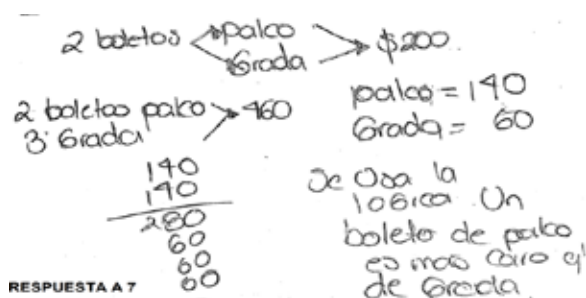 2 boletos palco
Grada $200
2 boletos palco 460
3 Grada
palco = 140
Grada = 60
140
140
280
60
60
60
Se Usa la
logica Un
boleto de palco
es mas caro q'
de Grada
RESPUESTA A 7